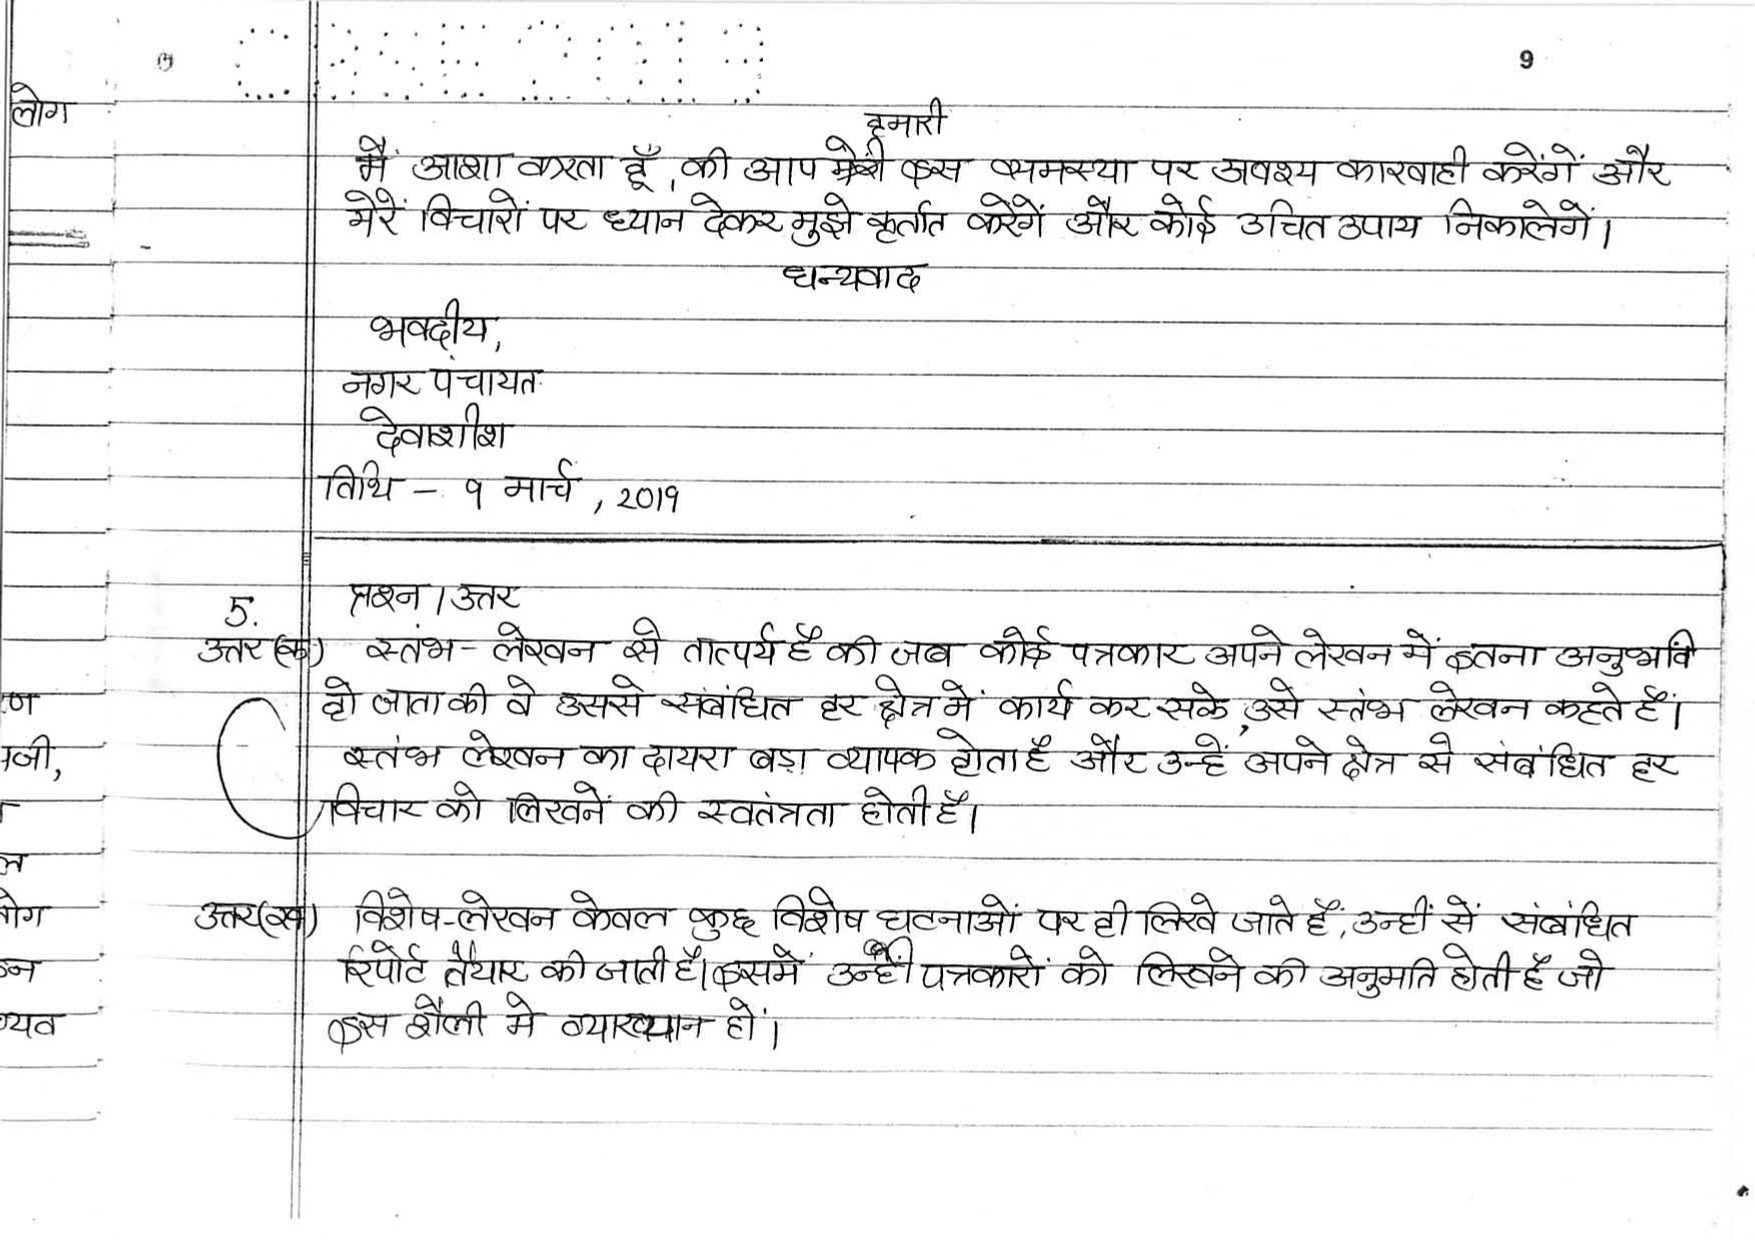 CBSE 2019
9
लोग
हमारी
मैं आशा करता हूँ, की आप इस समस्या पर अवश्य कारवाही करेंगें और
मेरें विचारों पर ध्यान देकर मुझे कृर्तात करेगें और कोई उचित उपाय निकालेगें।
धन्यवाद
भवदीय,
नगर पंचायत
देवाशीश
तिथि - १ मार्च, 2019
5. प्रश्न / उत्तर
उत्तर (क) स्तंभ - लेखन से तात्पर्य है की जब कोई पत्रकार अपने लेखन में इतना अनुभवि
हो जाता की वे उससे संबंधित हर क्षेत्र में कार्य कर सके, उसे स्तंभ लेखन कहते हैं।
स्तंभ लेखन का दायरा बड़ा व्यापक होता है और उन्हें अपने क्षेत्र से संबंधित हर
विचार को लिखनें की स्वतंत्रता होती हैं।
उत्तर (ख) विशेष-लेखन केवल कुछ विशेष घटनाओं पर ही लिखे जाते हैं, उन्हीं सें संबंधित
रिपोर्ट तैयार की जाती है। इसमें उन्हीं पत्रकारों को लिखने की अनुमति होती है जो
इस शैली मे व्याख्यान हों।